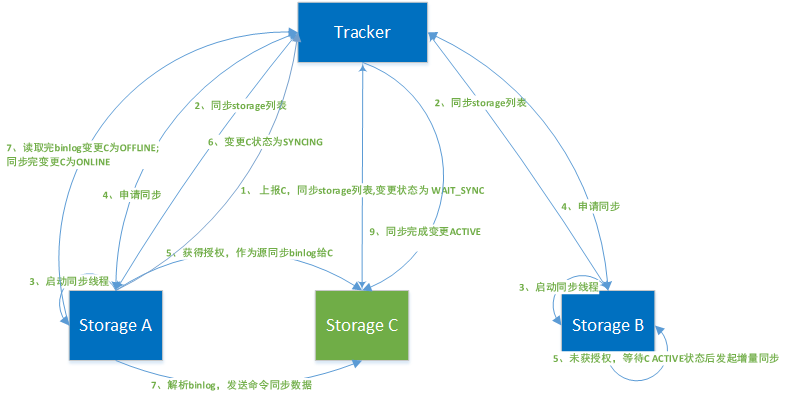 Tracker
2、同步storage列表
2、同步storage列表
6、变更C状态为SYNCING
7、读取完binlog变更C为OFFLINE;
同步完变更C为ONLINE
4、申请同步
1、 上报C，同步storage列表,变更状态为 WAIT_SYNC
4、申请同步
9、同步完成变更ACTIVE
5、获得授权，作为源同步binlog给C
3、启动同步线程
3、启动同步线程
Storage A
Storage C
Storage B
5、未获授权，等待C ACTIVE状态后发起增量同步
7、解析binlog，发送命令同步数据